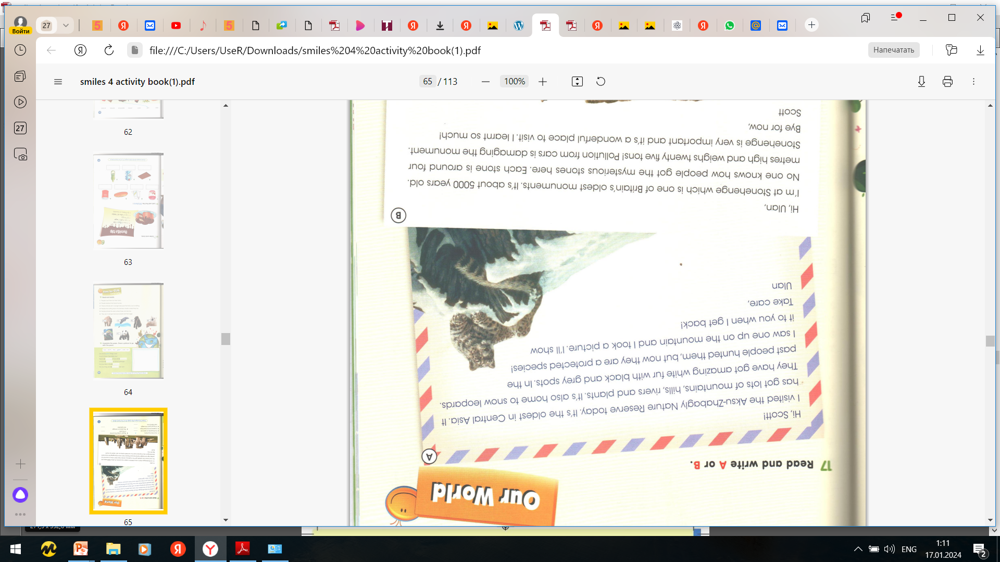 27
Войти
file:///C:/Users/UseR/Downloads/smiles%204%20activity%20book(1).pdf
Напечатать
smiles 4 activity book(1).pdf
65 / 113
100%
27
62
63
64
65
Our World
17 Read and write A or B.
A
Hi, Scott!
I visited the Aksu-Zhabagly Nature Reserve today. It's the oldest in Central Asia. It
has got lots of mountains, hills, rivers and plants. It's also home to snow leopards.
They have got amazing white fur with black and grey spots. In the
past people hunted them, but now they are a protected species!
I saw one up on the mountain and I took a picture. I'll show
it to you when I get back!
Take care,
Ulan
B
Hi, Ulan,
I'm at Stonehenge which is one of Britain's oldest monuments. It's about 5000 years old.
No one knows how people got the mysterious stones here. Each stone is around four
metres high and weighs twenty five tons! Pollution from cars is damaging the monument.
Stonehenge is very important and it's a wonderful place to visit. I learnt so much!
Bye for now,
Scott
ENG
1:11
17.01.2024
2